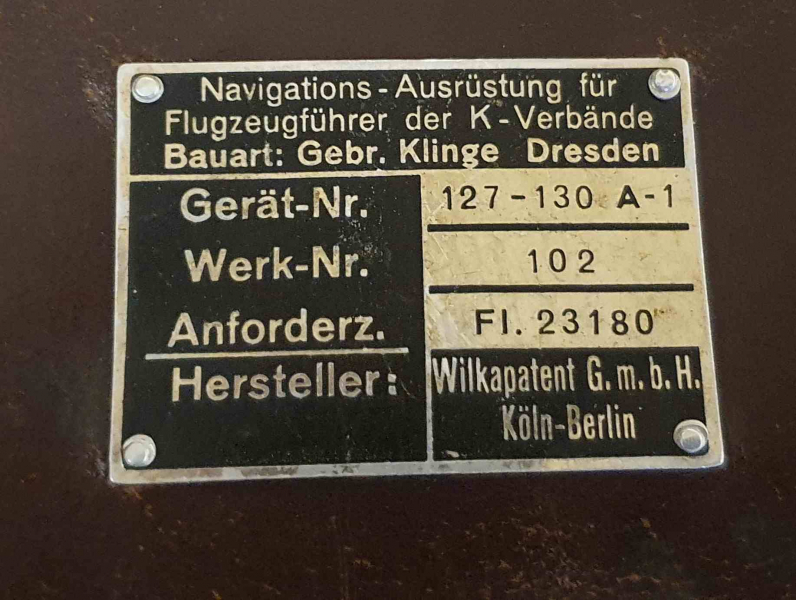 Navigations-Ausrüstung für
Flugzeugführer der K-Verbände
Bauart: Gebr. Klinge Dresden
Gerät-Nr. 127-130 A-1
Werk-Nr. 102
Anforderz. Fl. 23180
Hersteller: Wilkapatent G.m.b.H.
Köln-Berlin